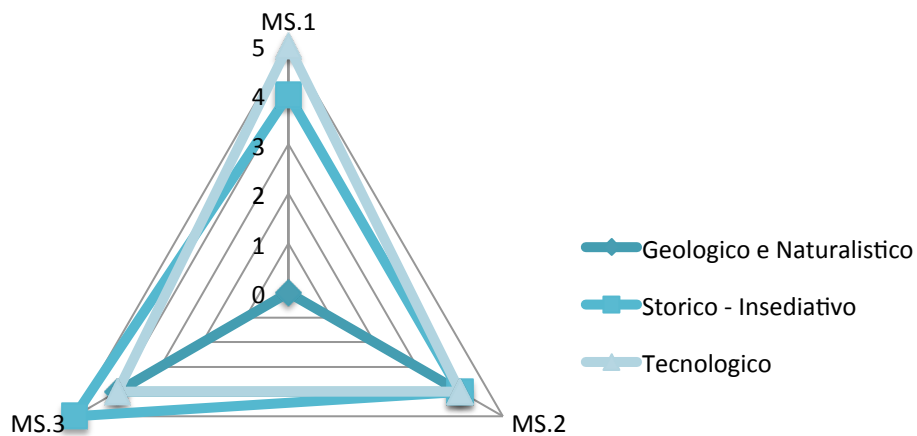 MS.1
5
4
3
2
1
0
MS.3
MS.2
Geologico e Naturalistico
Storico - Insediativo
Tecnologico